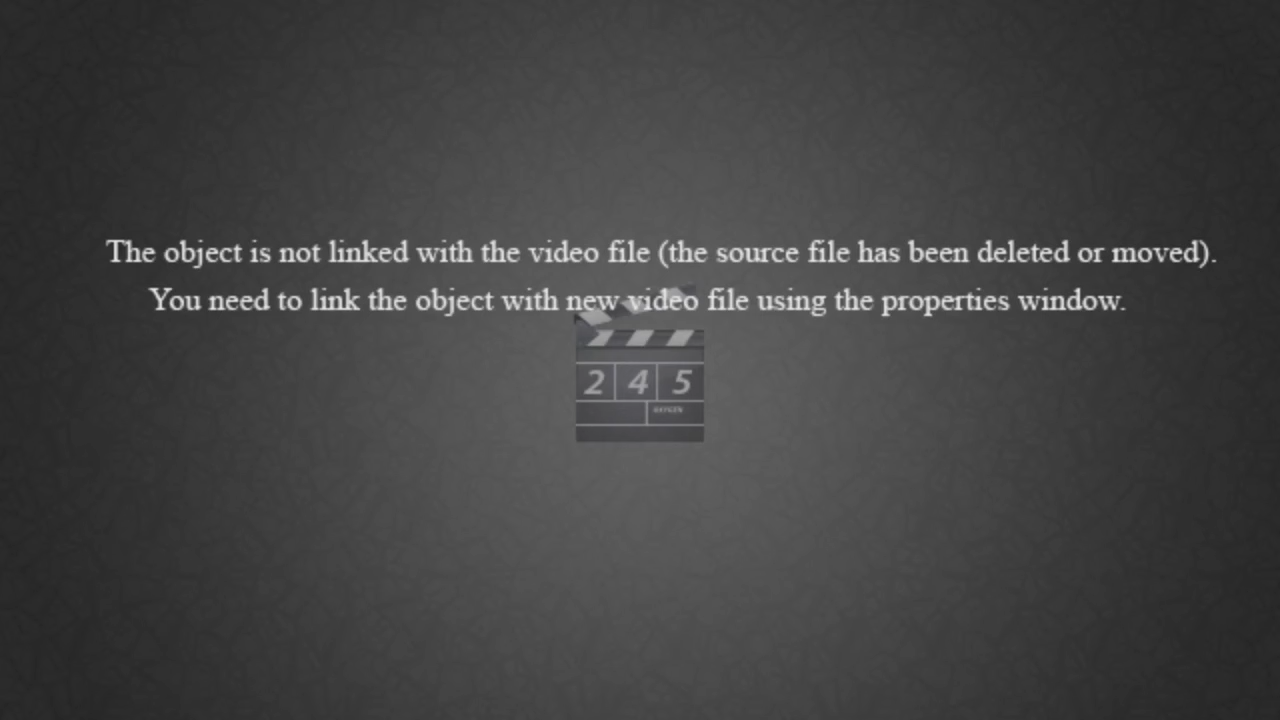 The object is not linked with the video file (the source file has been deleted or moved).
You need to link the object with new video file using the properties window.
2 4 5
OXYGEN